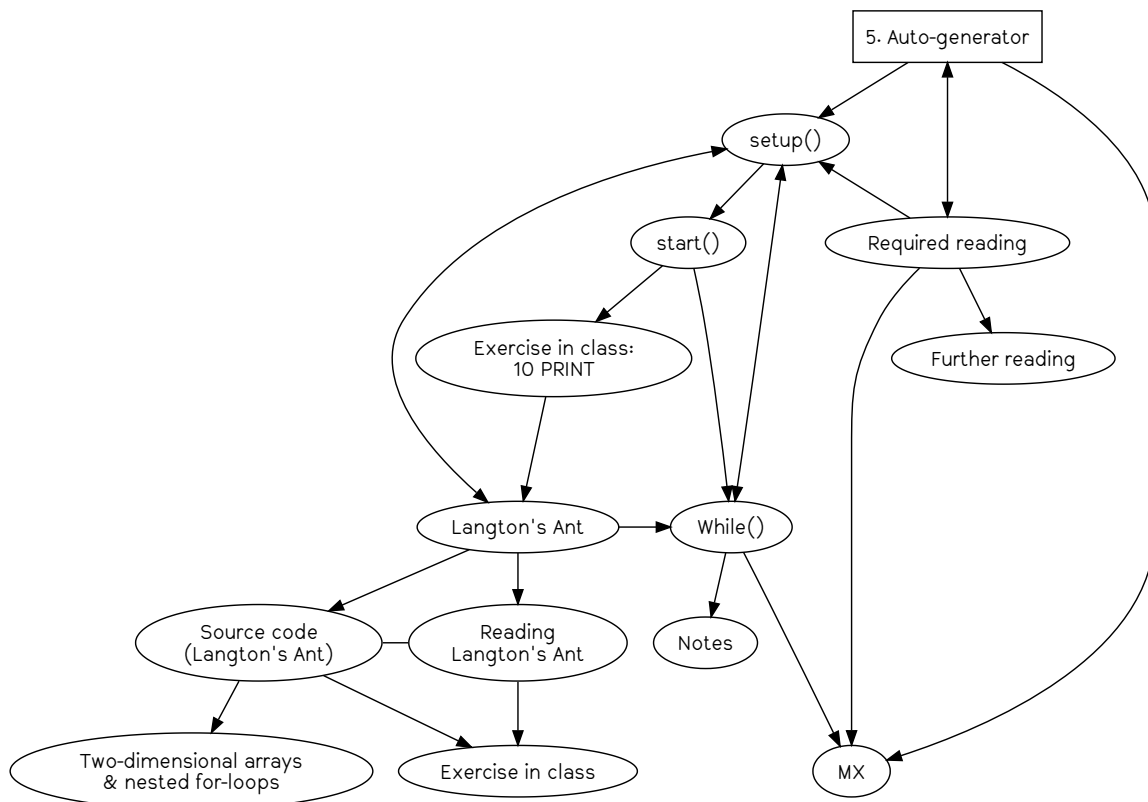 5. Auto-generator
setup()
start()
Required reading
Exercise in class:
10 PRINT
Further reading
Langton's Ant
While()
Source code
(Langton's Ant)
Reading
Langton's Ant
Notes
Two-dimensional arrays
& nested for-loops
Exercise in class
MX